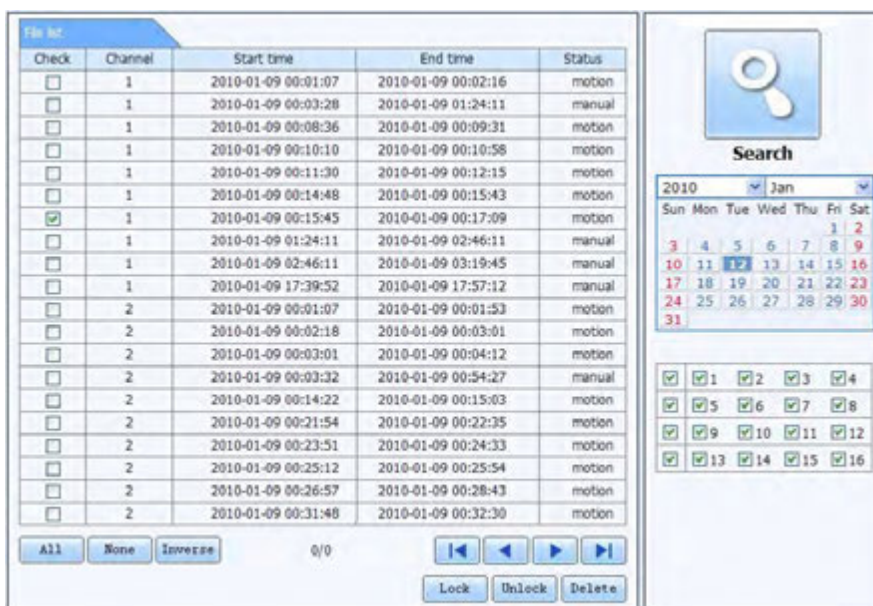 File list
Check Channel Start time End time Status
1 2010-01-09 00:01:07 2010-01-09 00:02:16 motion
1 2010-01-09 00:03:28 2010-01-09 01:24:11 manual
1 2010-01-09 00:08:36 2010-01-09 00:09:31 motion
1 2010-01-09 00:10:10 2010-01-09 00:10:58 motion
1 2010-01-09 00:11:30 2010-01-09 00:12:15 motion
1 2010-01-09 00:14:48 2010-01-09 00:15:43 motion
1 2010-01-09 00:15:45 2010-01-09 00:17:09 motion
1 2010-01-09 01:24:11 2010-01-09 02:46:11 manual
1 2010-01-09 02:46:11 2010-01-09 03:19:45 manual
1 2010-01-09 17:39:52 2010-01-09 17:57:12 manual
2 2010-01-09 00:01:07 2010-01-09 00:01:53 motion
2 2010-01-09 00:02:18 2010-01-09 00:03:01 motion
2 2010-01-09 00:03:01 2010-01-09 00:04:12 motion
2 2010-01-09 00:03:32 2010-01-09 00:54:27 manual
2 2010-01-09 00:14:22 2010-01-09 00:15:03 motion
2 2010-01-09 00:21:54 2010-01-09 00:22:35 motion
2 2010-01-09 00:23:51 2010-01-09 00:24:33 motion
2 2010-01-09 00:25:12 2010-01-09 00:25:54 motion
2 2010-01-09 00:26:57 2010-01-09 00:28:43 motion
2 2010-01-09 00:31:48 2010-01-09 00:32:30 motion
All None Inverse 0/0
Lock Unlock Delete
Search
2010 Jan
Sun Mon Tue Wed Thu Fri Sat
1 2
3 4 5 6 7 8 9
10 11 12 13 14 15 16
17 18 19 20 21 22 23
24 25 26 27 28 29 30
31
1 2 3 4
5 6 7 8
9 10 11 12
13 14 15 16